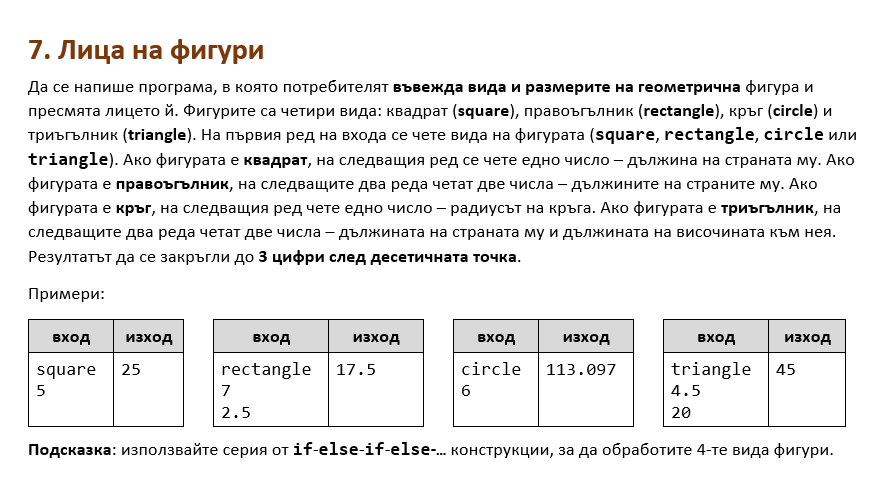 7. Лица на фигури
Да се напише програма, в която потребителят въвежда вида и размерите на геометрична фигура и
пресмята лицето й. Фигурите са четири вида: квадрат (square), правоъгълник (rectangle), кръг (circle) и
триъгълник (triangle). На първия ред на входа се чете вида на фигурата (square, rectangle, circle или
triangle). Ако фигурата е квадрат, на следващия ред се чете едно число – дължина на страната му. Ако
фигурата е правоъгълник, на следващите два реда четат две числа – дължините на страните му. Ако
фигурата е кръг, на следващия ред чете едно число – радиусът на кръга. Ако фигурата е триъгълник, на
следващите два реда четат две числа – дължината на страната му и дължината на височината към нея.
Резултатът да се закръгли до 3 цифри след десетичната точка.
Примери:
вход изход вход изход вход изход вход изход
square 25 rectangle 17.5 circle 113.097 triangle 45
5 7 6 4.5
2.5 20
Подсказка: използвайте серия от if-else-if-else-… конструкции, за да обработите 4-те вида фигури.